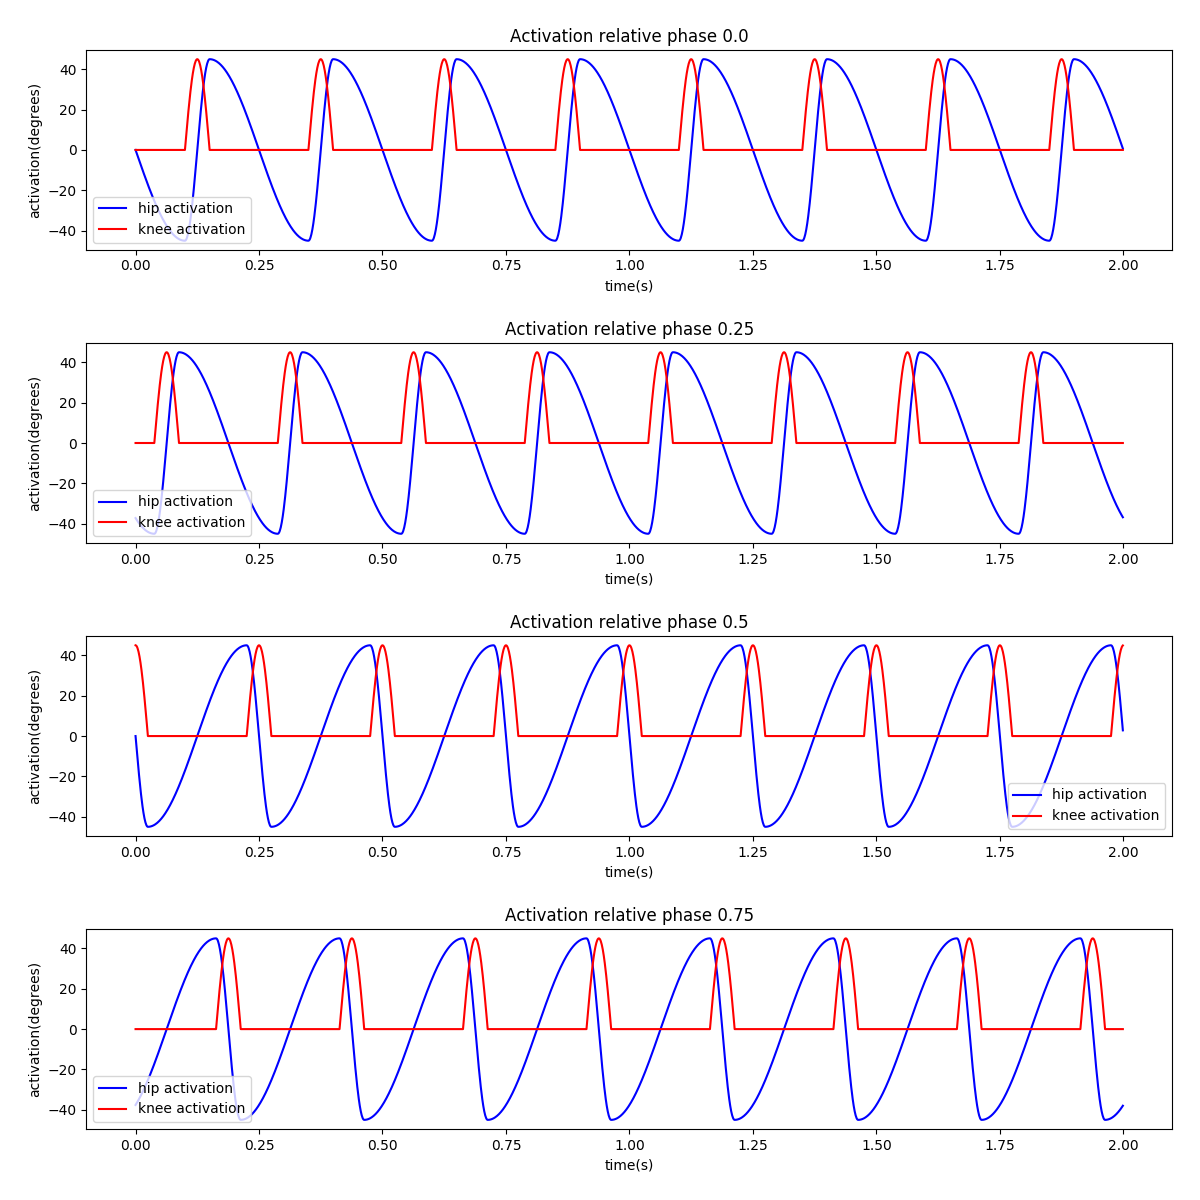 Activation relative phase 0.0
activation(degrees)
40
20
0
−20
−40
hip activation
knee activation
0.00 0.25 0.50 0.75 1.00 1.25 1.50 1.75 2.00
time(s)
Activation relative phase 0.25
activation(degrees)
40
20
0
−20
−40
hip activation
knee activation
0.00 0.25 0.50 0.75 1.00 1.25 1.50 1.75 2.00
time(s)
Activation relative phase 0.5
activation(degrees)
40
20
0
−20
−40
hip activation
knee activation
0.00 0.25 0.50 0.75 1.00 1.25 1.50 1.75 2.00
time(s)
Activation relative phase 0.75
activation(degrees)
40
20
0
−20
−40
hip activation
knee activation
0.00 0.25 0.50 0.75 1.00 1.25 1.50 1.75 2.00
time(s)